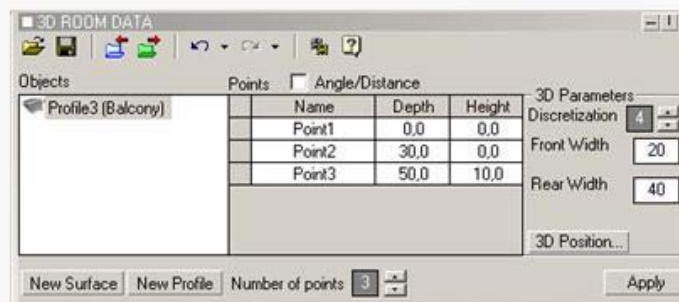 3D ROOM DATA
Objects
Points Angle/Distance
3D Parameters
Profile3 (Balcony)
Name Depth Height
Discretization 4
Point1 0,0 0,0
Point2 30,0 0,0
Front Width 20
Point3 50,0 10,0
Rear Width 40
3D Position...
New Surface New Profile Number of points 3 Apply